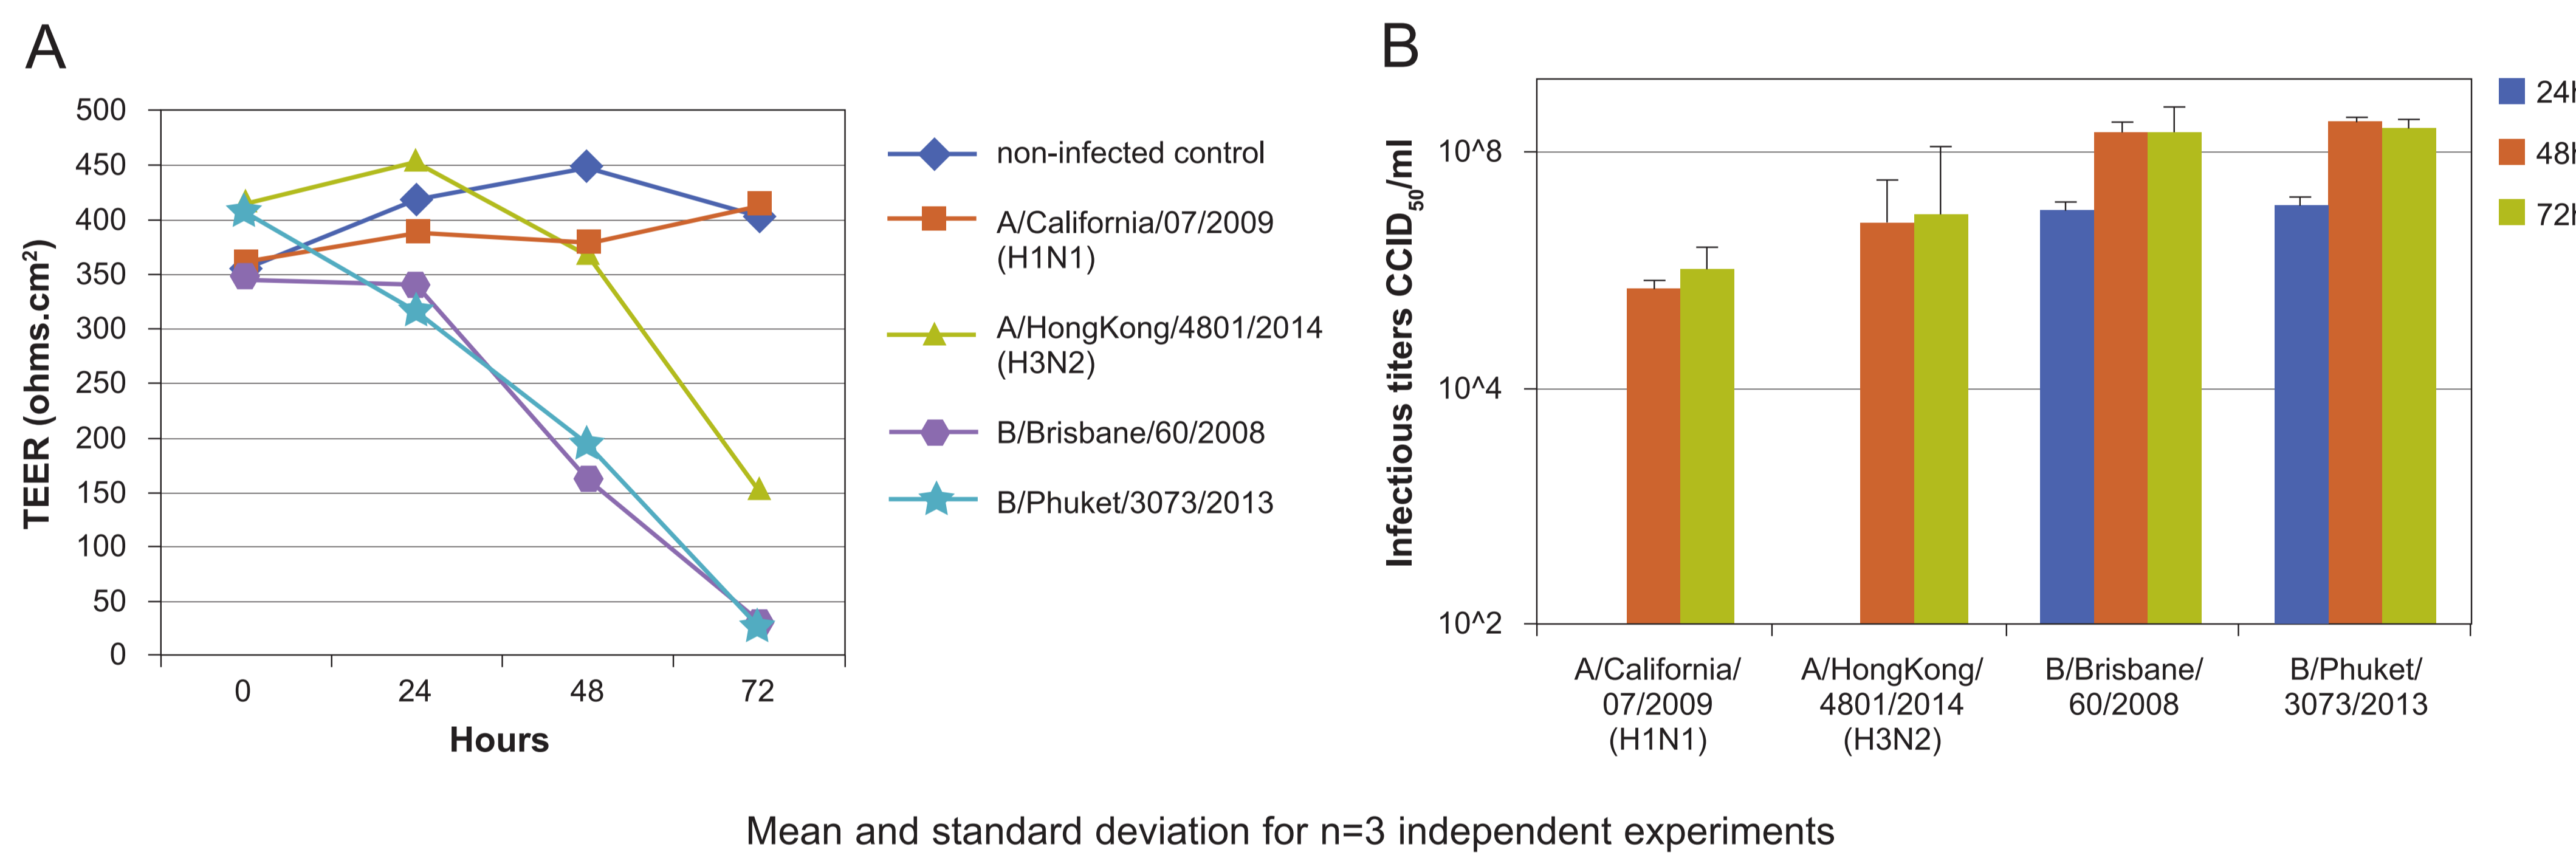 A
500
450
400
350
300
250
200
150
100
50
0
TEER (ohms.cm²)
0 24 48 72
Hours
non-infected control
A/California/07/2009
(H1N1)
A/HongKong/4801/2014
(H3N2)
B/Brisbane/60/2008
B/Phuket/3073/2013
B
Infectious titers CCID₅₀/ml
10^8
10^4
10^2
A/California/
07/2009
(H1N1)
A/HongKong/
4801/2014
(H3N2)
B/Brisbane/
60/2008
B/Phuket/
3073/2013
24h
48h
72h
Mean and standard deviation for n=3 independent experiments